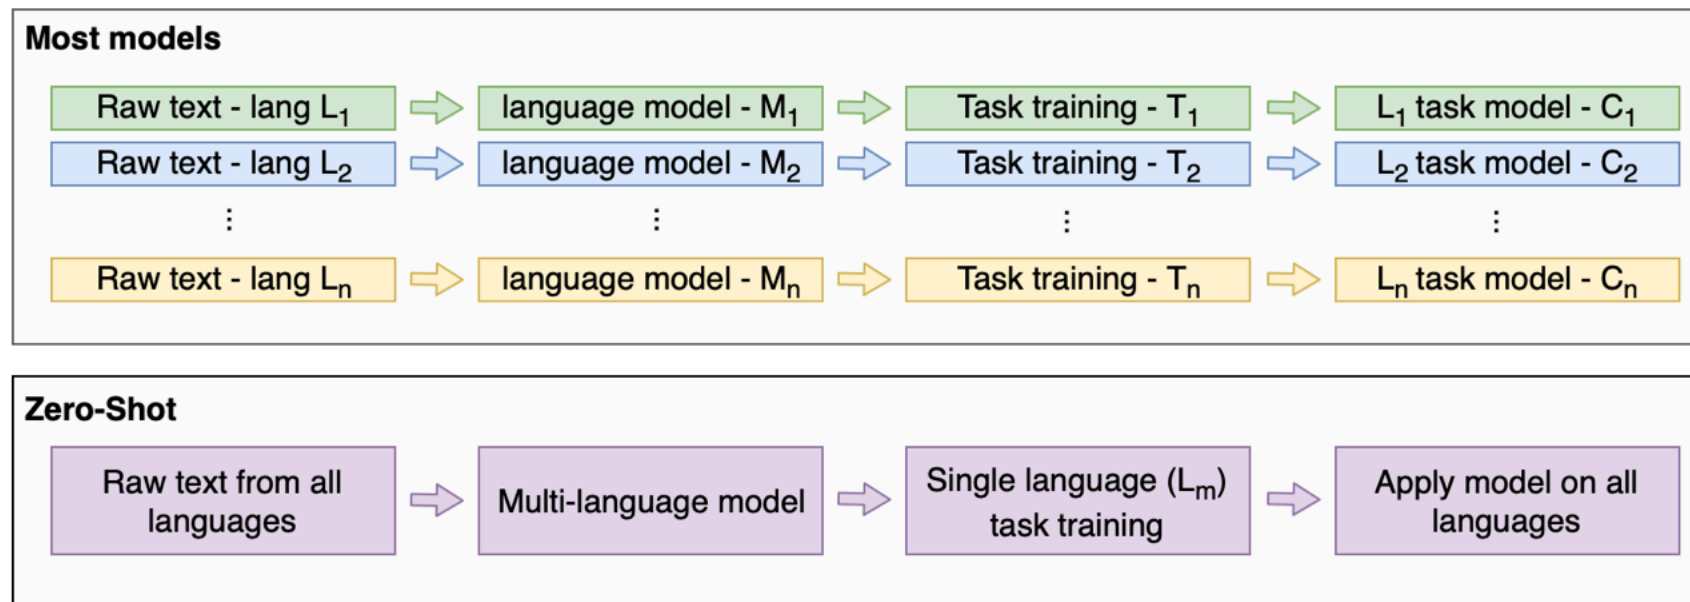 Most models
Raw text - lang L₁
language model - M₁
Task training - T₁
L₁ task model - C₁
Raw text - lang L₂
language model - M₂
Task training - T₂
L₂ task model - C₂
⋮ ⋮ ⋮ ⋮
Raw text - lang Lₙ
language model - Mₙ
Task training - Tₙ
Lₙ task model - Cₙ
Zero-Shot
Raw text from all
languages
Multi-language model
Single language (Lₘ)
task training
Apply model on all
languages